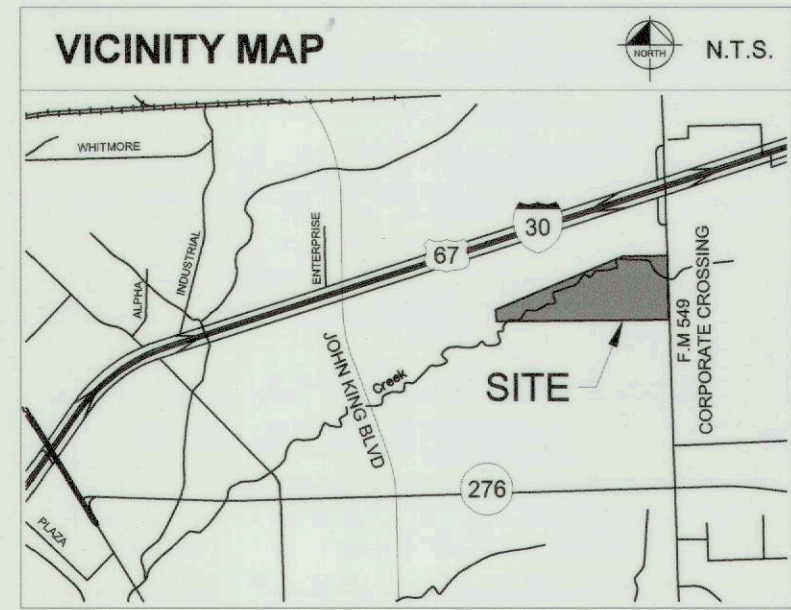 VICINITY MAP
NORTH
N.T.S.
WHITMORE
ALPHA
INDUSTRIAL
ENTERPRISE
67
30
JOHN KING BLVD
Creek
SITE
F.M 549
CORPORATE CROSSING
276
PLAZA